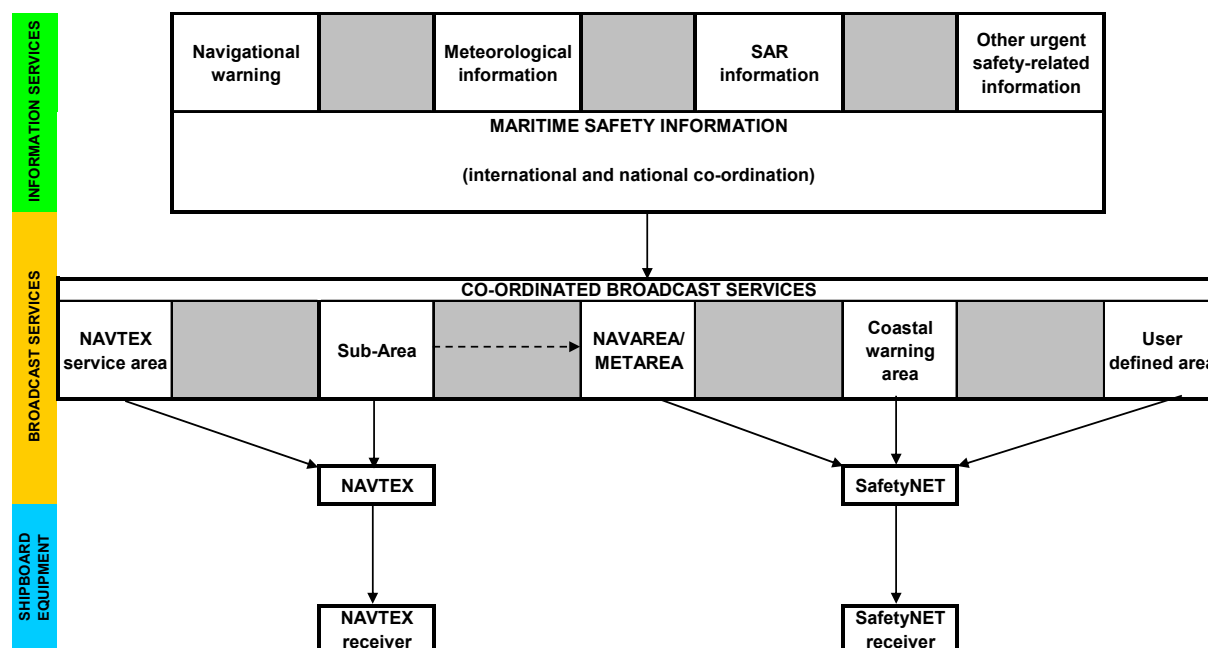 INFORMATION SERVICES
Navigational
warning
Meteorological
information
SAR
information
Other urgent
safety-related
information
MARITIME SAFETY INFORMATION
(international and national co-ordination)
BROADCAST SERVICES
CO-ORDINATED BROADCAST SERVICES
NAVTEX
service area
Sub-Area
NAVAREA/
METAREA
Coastal
warning
area
User
defined area
NAVTEX
SafetyNET
SHIPBOARD
EQUIPMENT
NAVTEX
receiver
SafetyNET
receiver